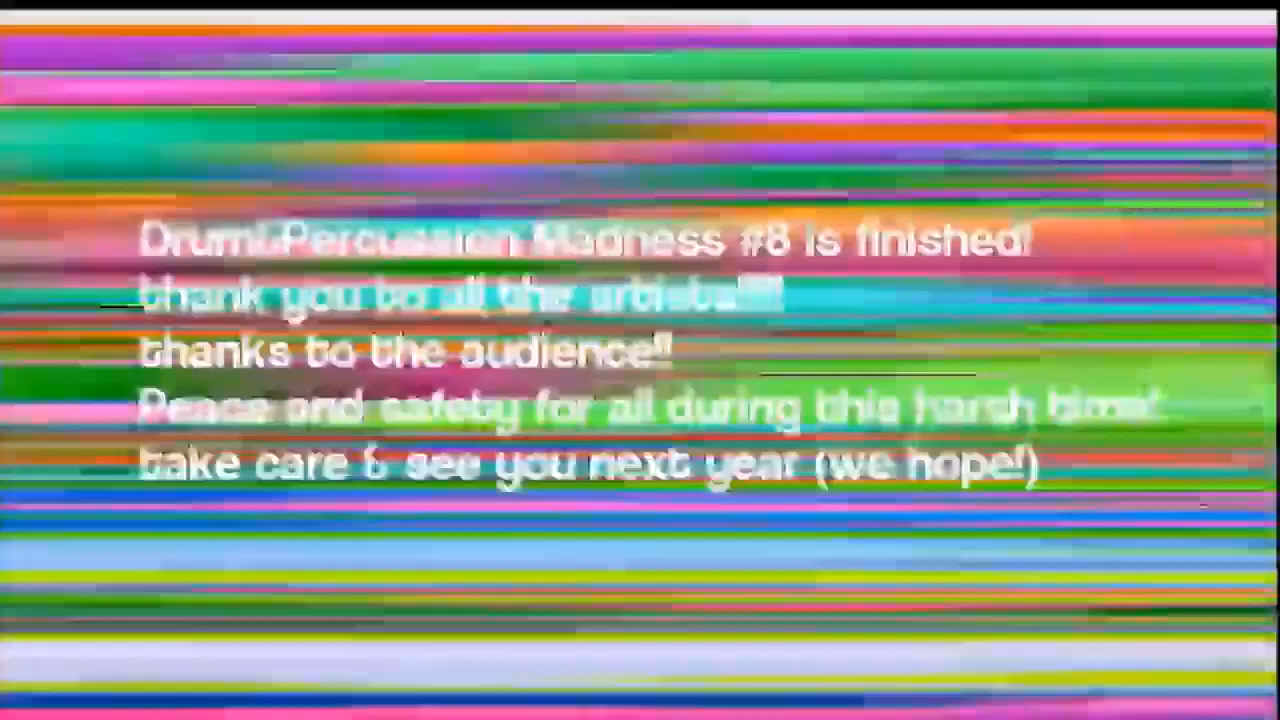 Drum&Percussion Madness #8 is finished!
thank you to all the artists!!!!
thanks to the audience!!
Peace and safety for all during this harsh time!
take care & see you next year (we hope!)